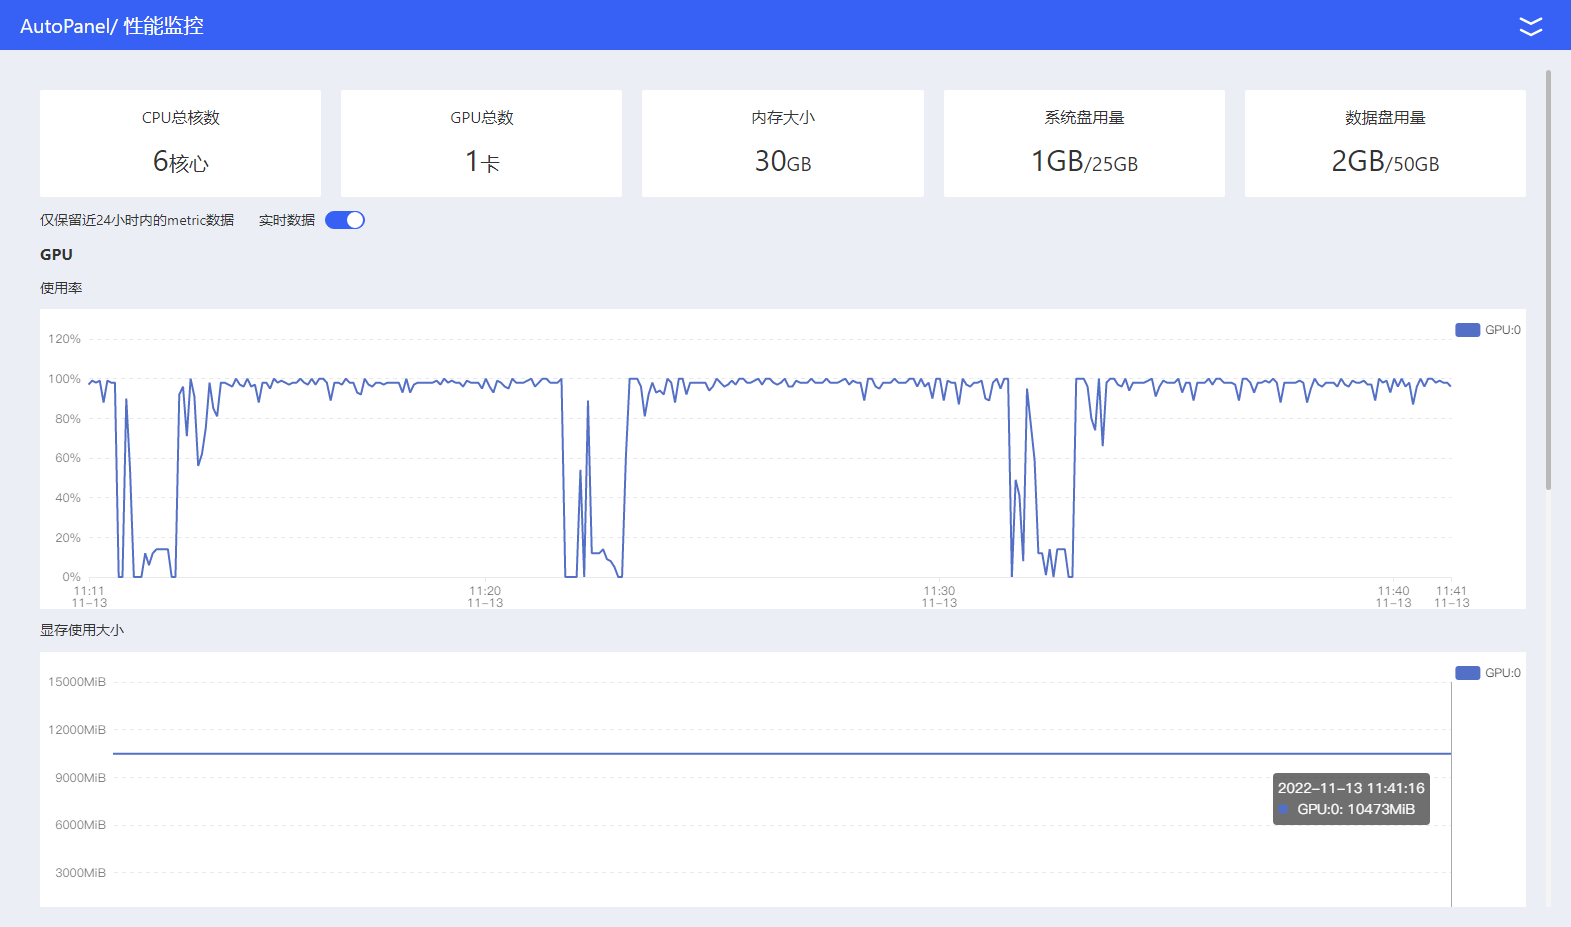 AutoPanel/ 性能监控
CPU总核数
6核心
GPU总数
1卡
内存大小
30GB
系统盘用量
1GB/25GB
数据盘用量
2GB/50GB
仅保留近24小时内的metric数据 实时数据
GPU
使用率
GPU:0
120%
100%
80%
60%
40%
20%
0%
11:11 11:20 11:30 11:40 11:41
11-13 11-13 11-13 11-13 11-13
显存使用大小
GPU:0
15000MiB
12000MiB
9000MiB
2022-11-13 11:41:16
GPU:0: 10473MiB
6000MiB
3000MiB